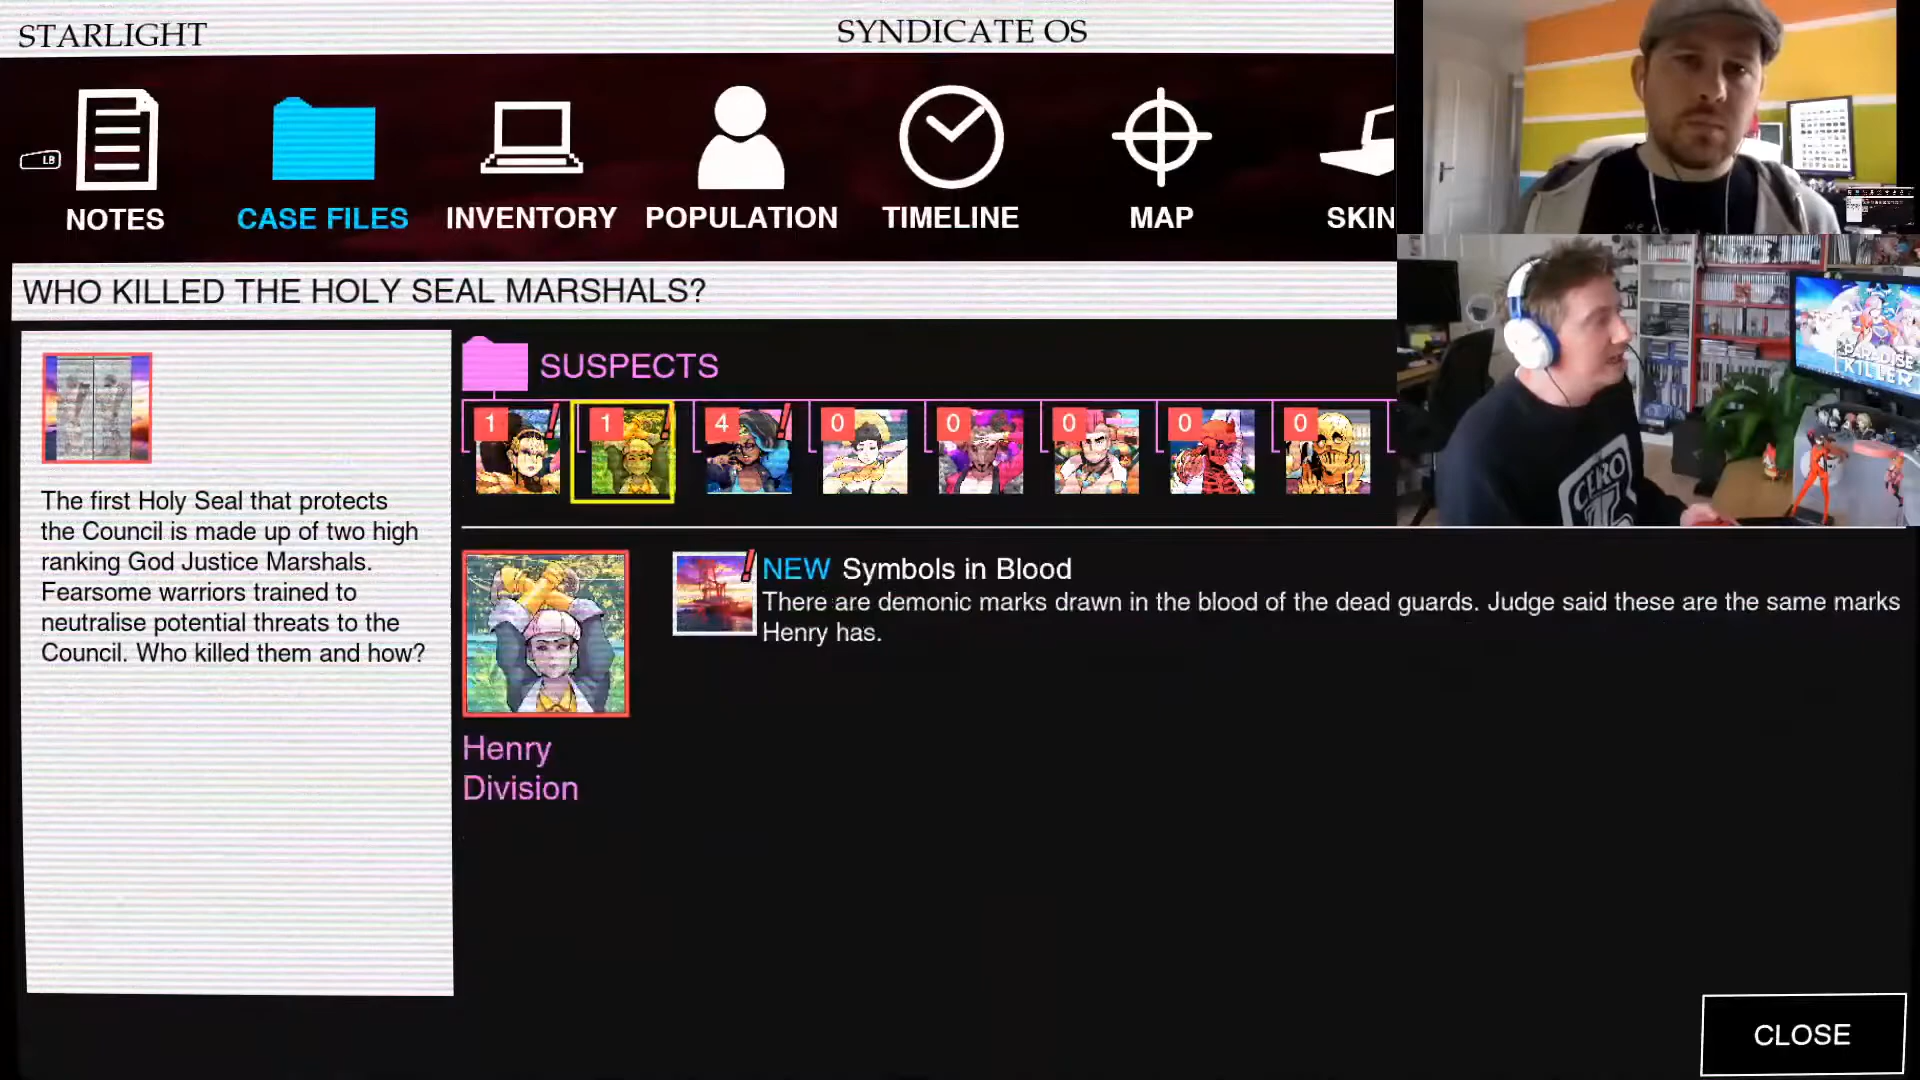 STARLIGHT
SYNDICATE OS
LB
NOTES
CASE FILES
INVENTORY
POPULATION
TIMELINE
MAP
SKIN
WHO KILLED THE HOLY SEAL MARSHALS?
The first Holy Seal that protects
the Council is made up of two high
ranking God Justice Marshals.
Fearsome warriors trained to
neutralise potential threats to the
Council. Who killed them and how?
SUSPECTS
1
1
4
0
0
0
0
0
Henry
Division
NEW Symbols in Blood
There are demonic marks drawn in the blood of the dead guards. Judge said these are the same marks
Henry has.
PARADISE
KILLER
CERO
Z
CLOSE